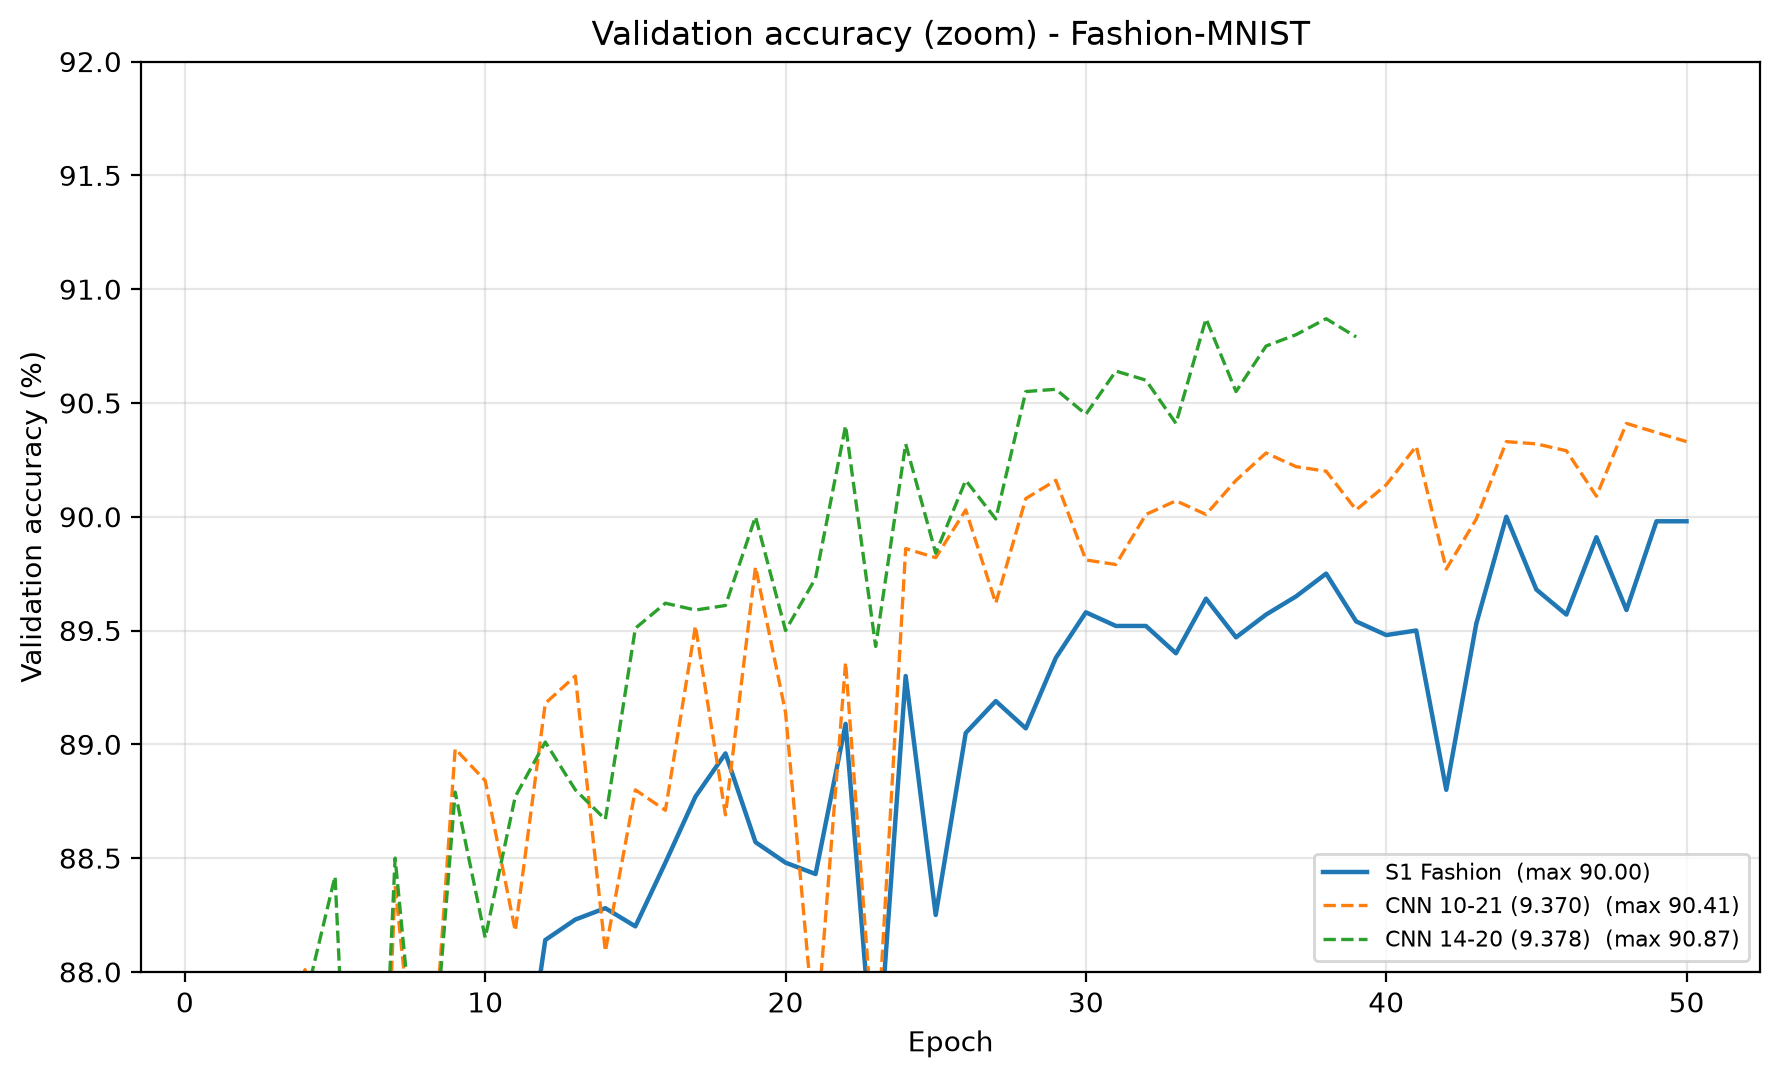 Validation accuracy (zoom) - Fashion-MNIST
92.0
91.5
91.0
90.5
90.0
89.5
89.0
88.5
88.0
Validation accuracy (%)
0 10 20 30 40 50
Epoch
S1 Fashion (max 90.00)
CNN 10-21 (9.370) (max 90.41)
CNN 14-20 (9.378) (max 90.87)